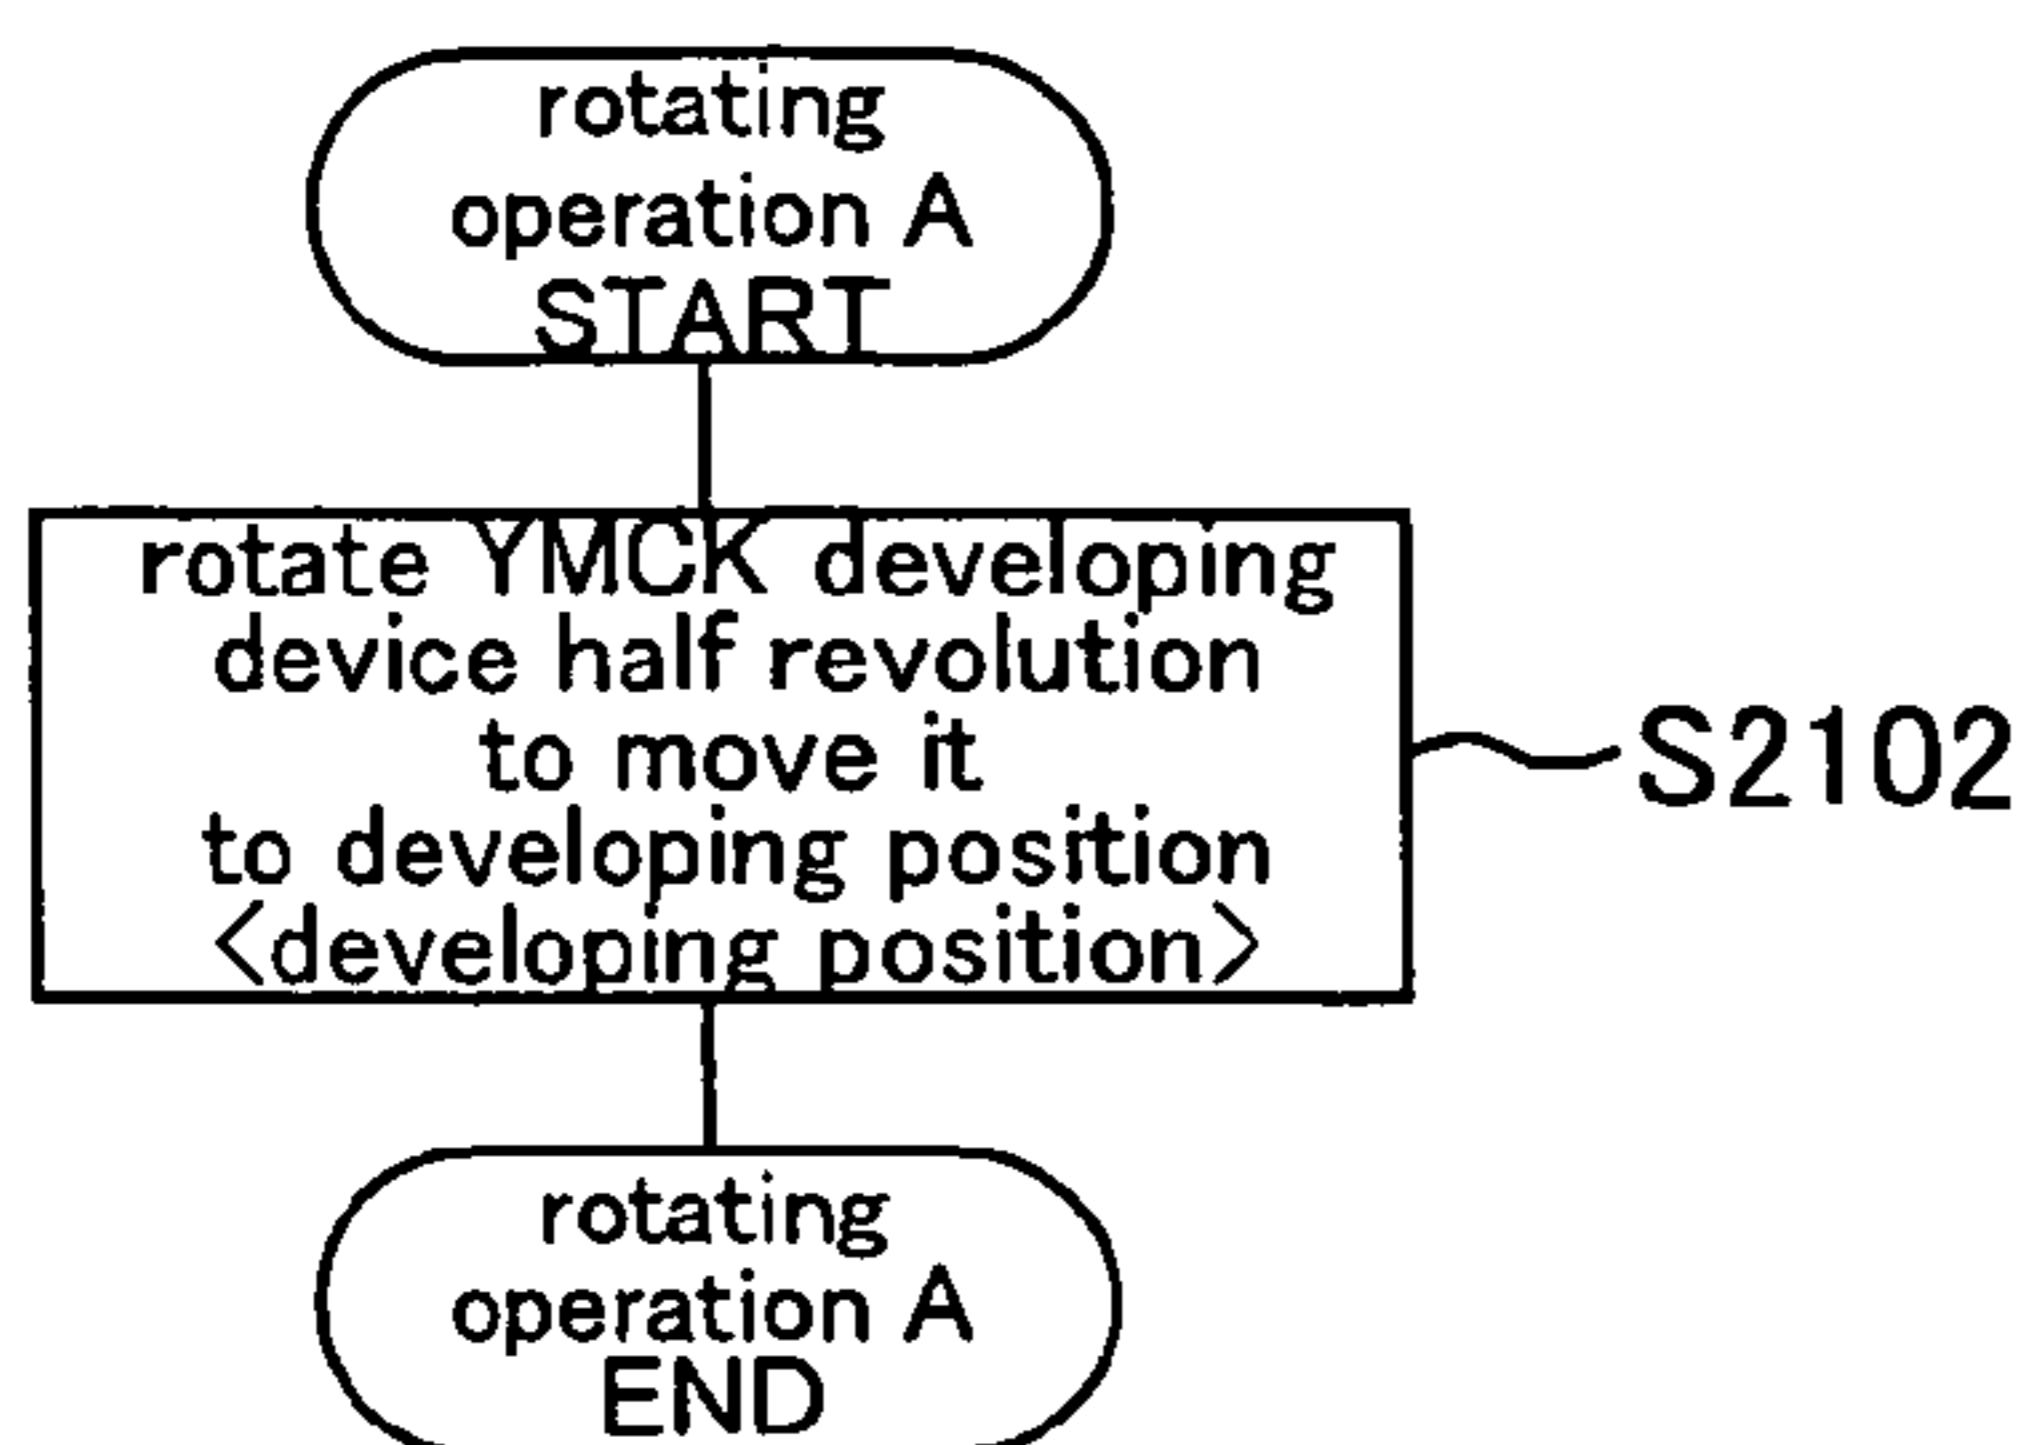 rotating
operation A
START
rotate YMCK developing
device half revolution
to move it
to developing position
<developing position>
S2102
rotating
operation A
END